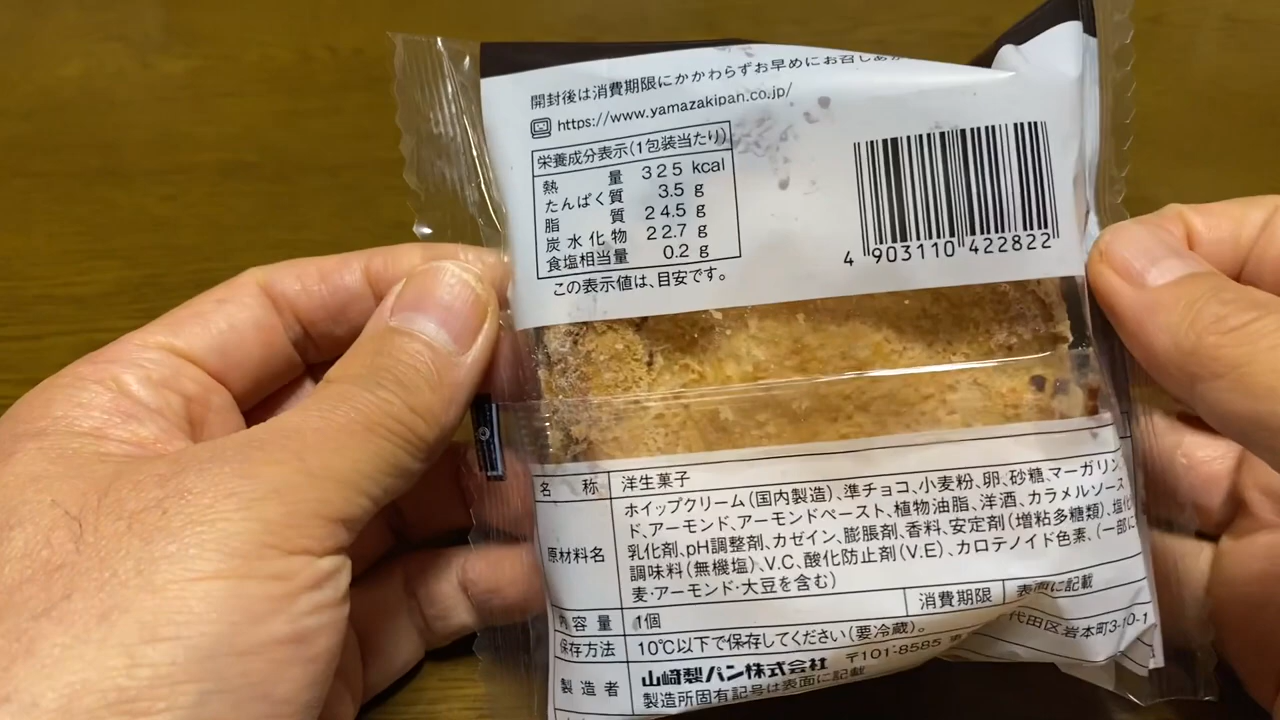 開封後は消費期限にかかわらずお早めにお召しあが
https://www.yamazakipan.co.jp/
栄養成分表示(1包装当たり)
熱量 325 kcal
たんぱく質 3.5 g
脂質 24.5 g
炭水化物 22.7 g
食塩相当量 0.2 g
この表示値は、目安です。
4 903110 422822
名称 洋生菓子
原材料名 ホイップクリーム(国内製造)、準チョコ、小麦粉、卵、砂糖、マーガリン、
ド、アーモンド、アーモンドペースト、植物油脂、洋酒、カラメルソース
乳化剤、pH調整剤、カゼイン、膨脹剤、香料、安定剤(増粘多糖類)、塩化
調味料(無機塩)、V.C、酸化防止剤(V.E)、カロテノイド色素、(一部に
麦・アーモンド・大豆を含む)
内容量 1個 消費期限 表面に記載
保存方法 10℃以下で保存してください(要冷蔵)。
製造者 山崎製パン株式会社 〒101-8585 東 代田区岩本町3-10-1
製造所固有記号は表面に記載